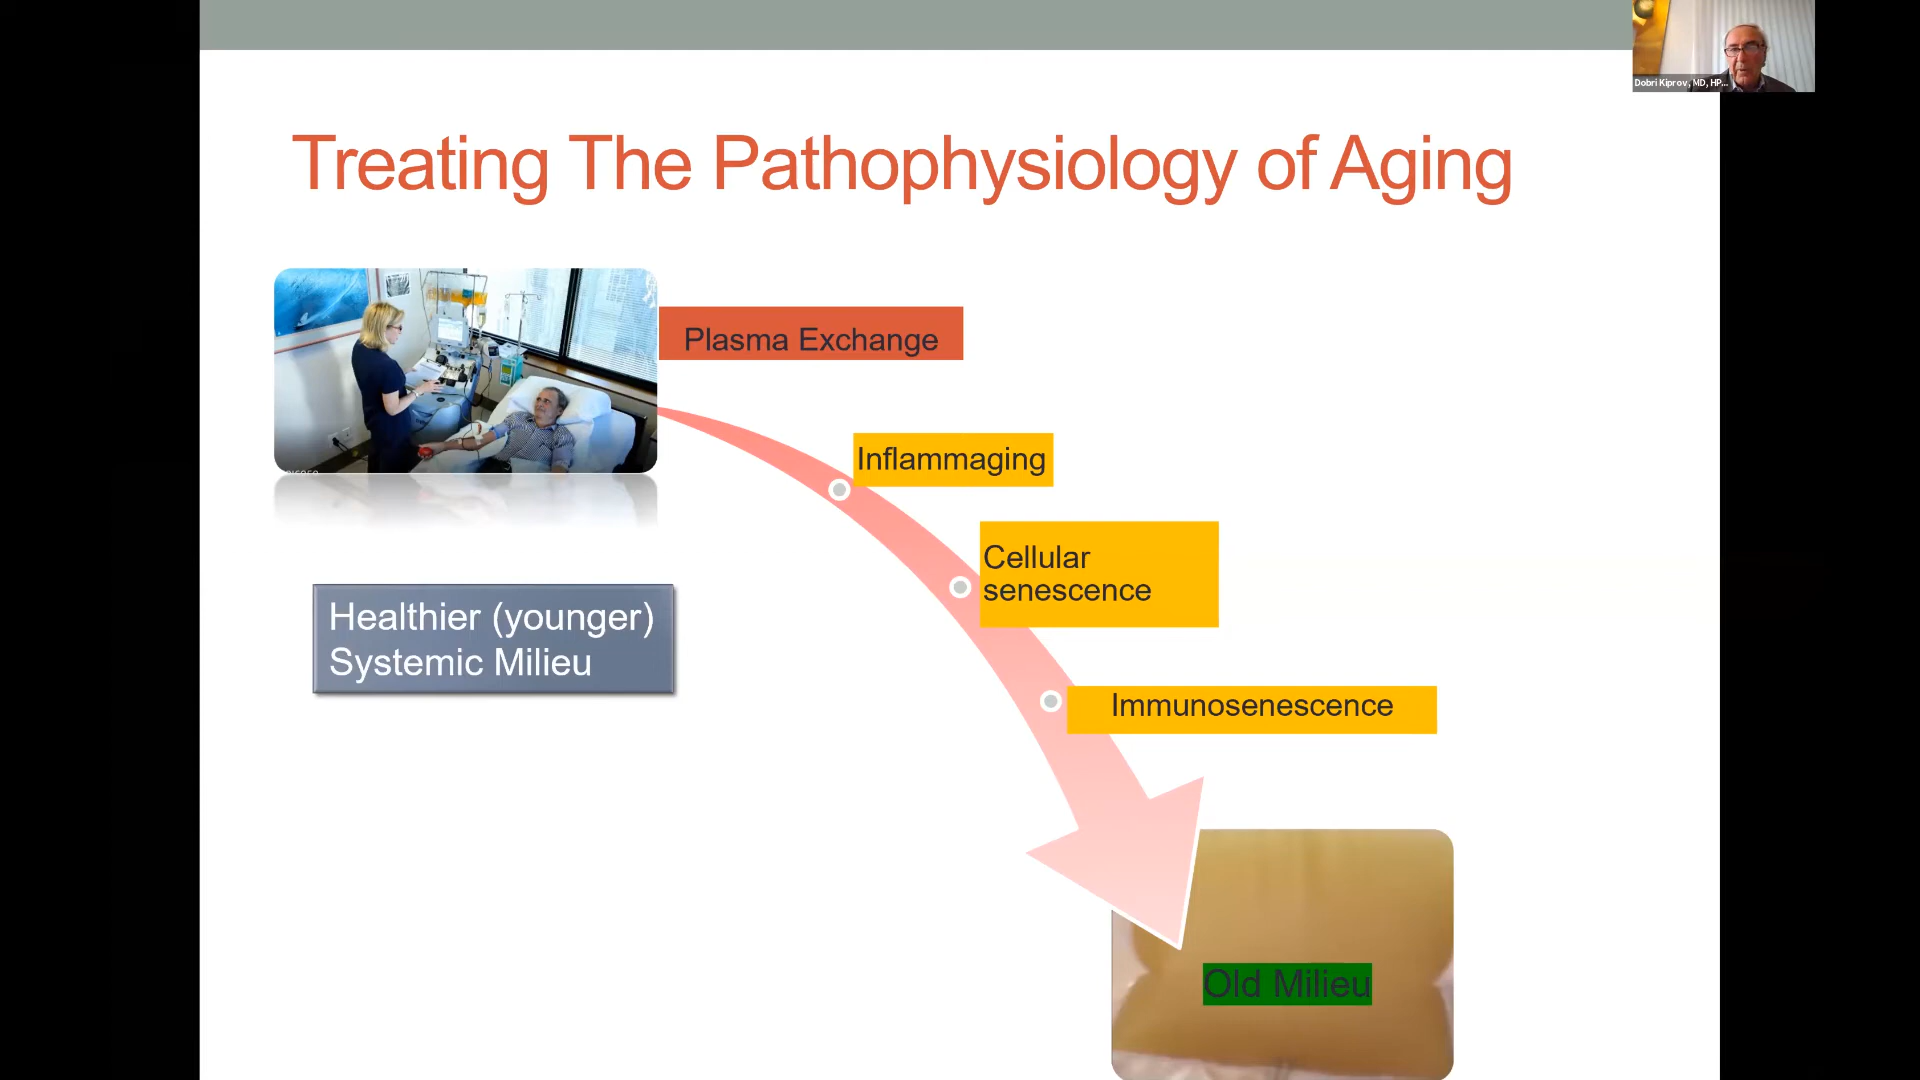 Dobri Kiprov, MD, HP...
Treating The Pathophysiology of Aging
Plasma Exchange
Inflammaging
Cellular
senescence
Healthier (younger)
Systemic Milieu
Immunosenescence
Old Milieu